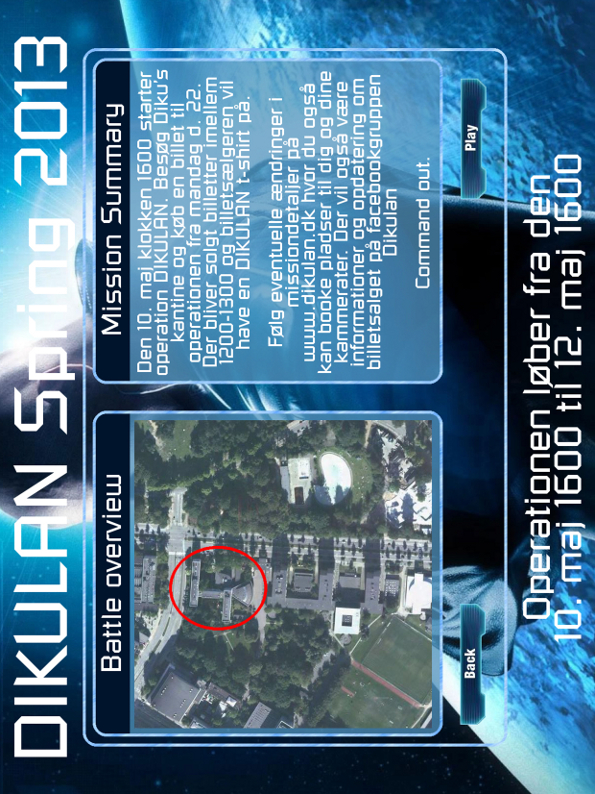 DIKULAN Spring 2013
Battle overview
Mission Summary
Den 10. maj klokken 1600 starter
operation DIKULAN. Besøg Diku's
kantine og køb en billet til
operationen fra mandag d. 22.
Der bliver solgt billetter imellem
1200-1300 og billetsælgeren vil
have en DIKULAN t-shirt på.
Følg eventuelle ændringer i
missiondetaljer på
www.dikulan.dk hvor du også
kan booke pladser til dig og dine
kammerater. Der vil også være
informationer og opdatering om
billetsalget på facebookgruppen
Dikulan
Command out.
Back
Play
Operationen løber fra den
10. maj 1600 til 12. maj 1600